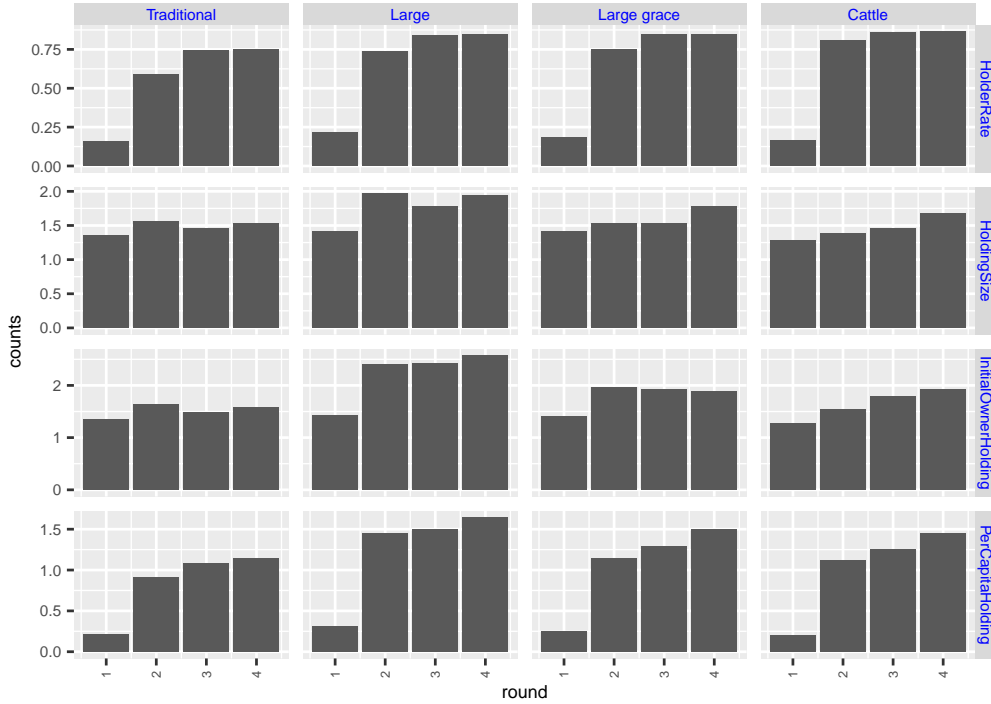 Traditional
Large
Large grace
Cattle
counts
0.75
0.50
0.25
0.00
HolderRate
2.0
1.5
1.0
0.5
0.0
HoldingSize
2
1
0
InitialOwnerHolding
1.5
1.0
0.5
0.0
PerCapitaHolding
1 2 3 4
1 2 3 4
1 2 3 4
1 2 3 4
round